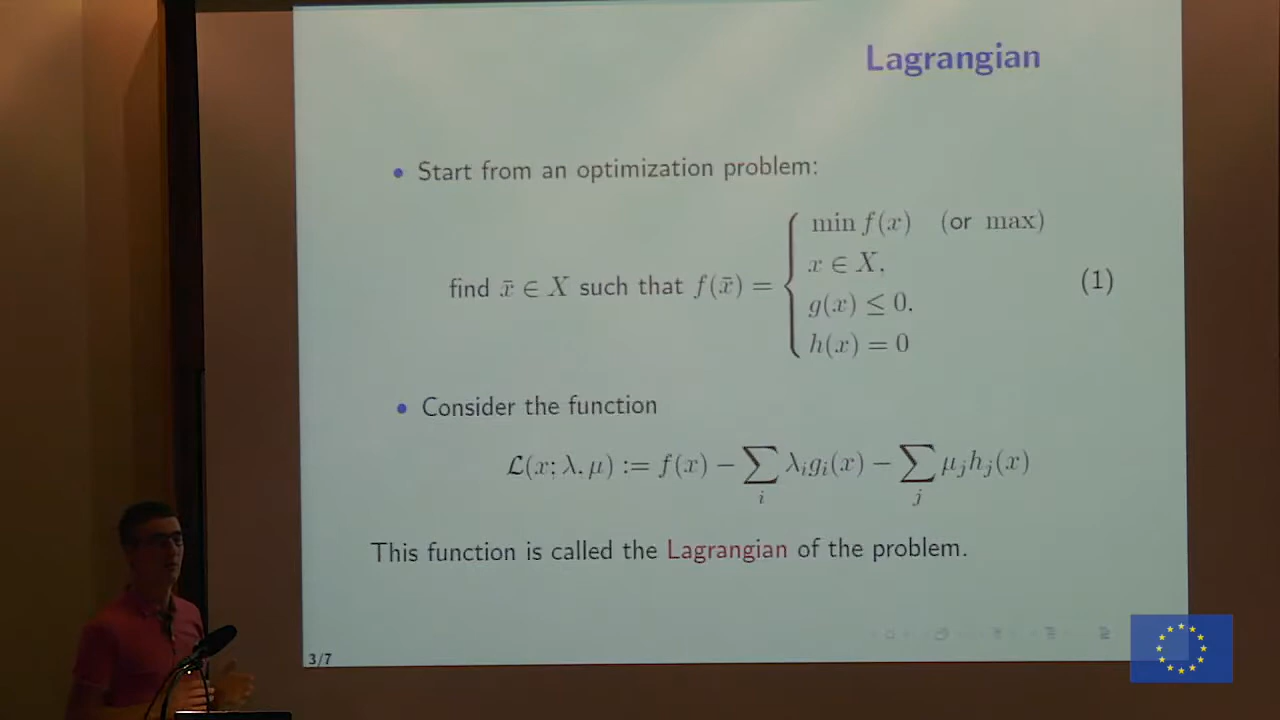 Lagrangian
• Start from an optimization problem:
min f(x) (or max)
x ∈ X,
find x̄ ∈ X such that f(x̄) =
(1)
g(x) ≤ 0.
h(x) = 0
• Consider the function
ℒ(x; λ, μ) := f(x) − ∑ᵢ λᵢgᵢ(x) − ∑ⱼ μⱼhⱼ(x)
This function is called the Lagrangian of the problem.
3/7